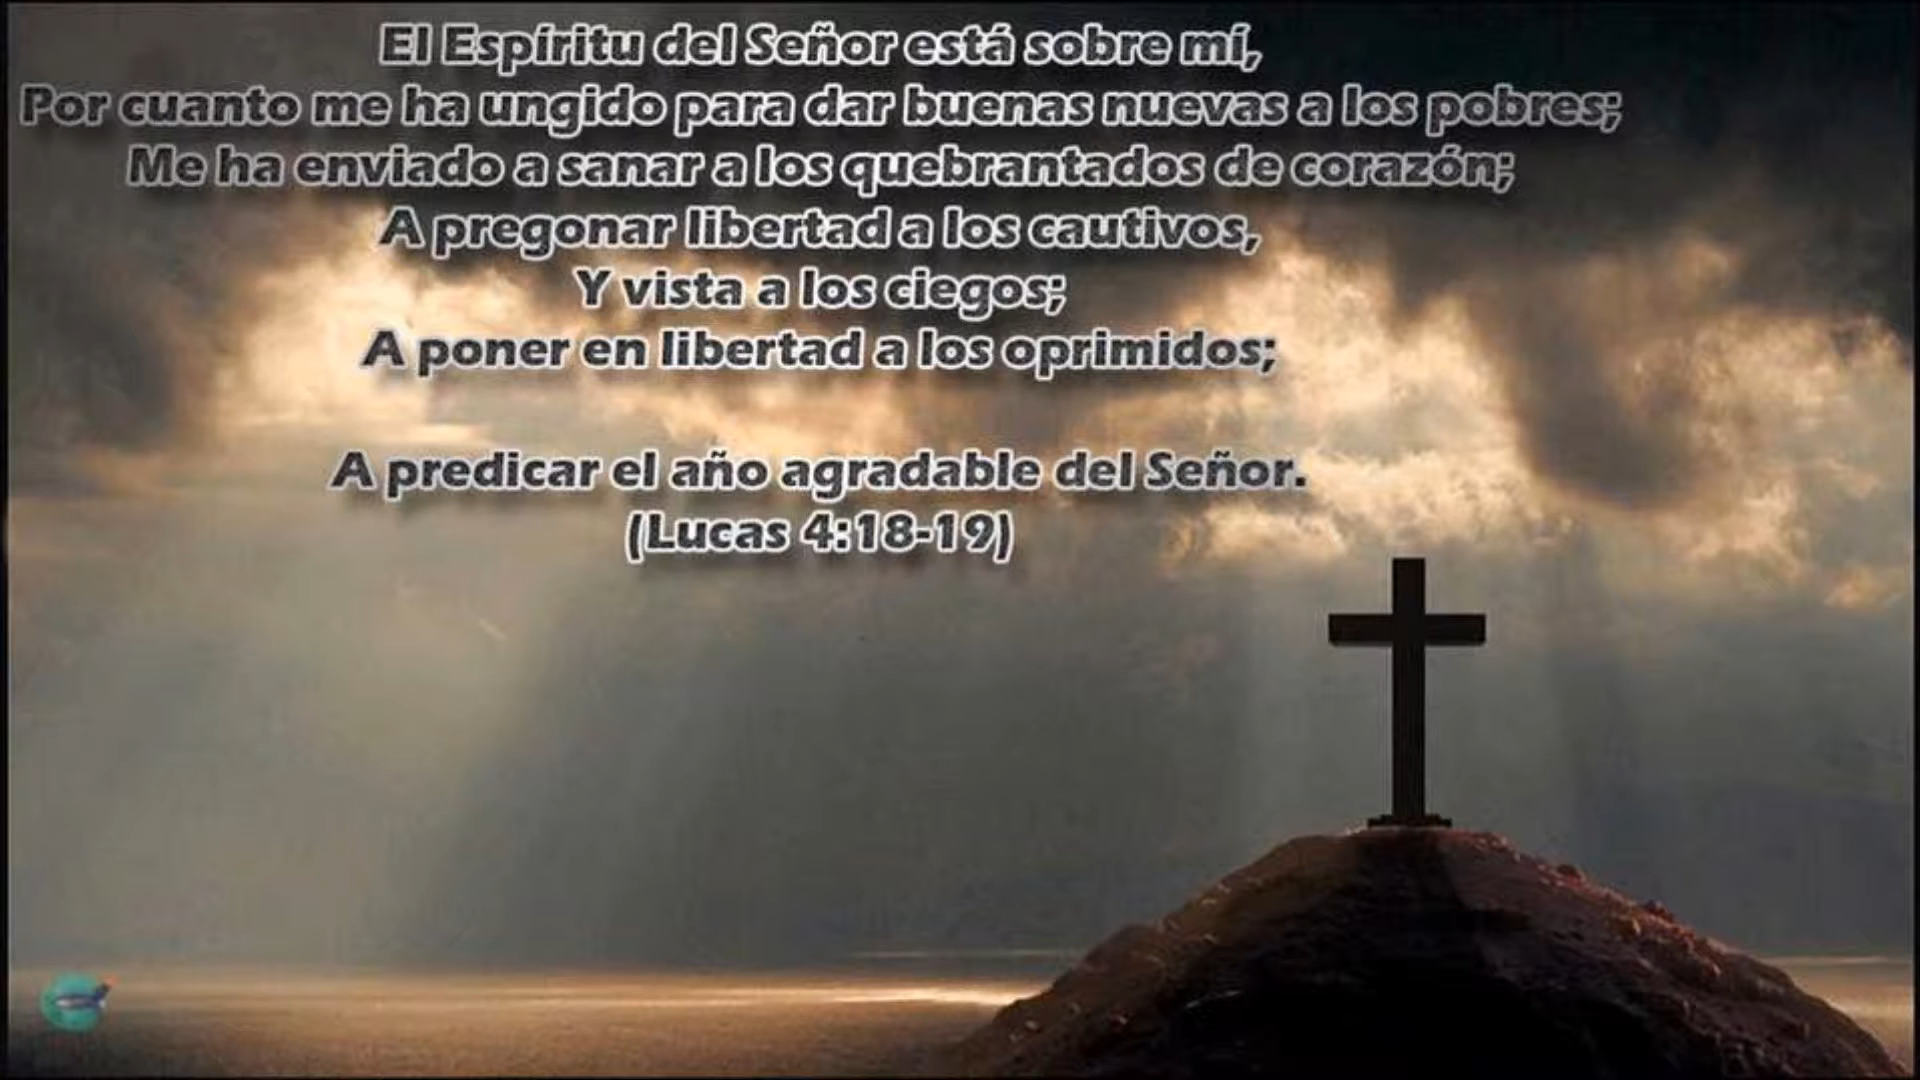 El Espíritu del Señor está sobre mí,
Por cuanto me ha ungido para dar buenas nuevas a los pobres;
Me ha enviado a sanar a los quebrantados de corazón;
A pregonar libertad a los cautivos,
Y vista a los ciegos;
A poner en libertad a los oprimidos;
A predicar el año agradable del Señor.
(Lucas 4:18-19)